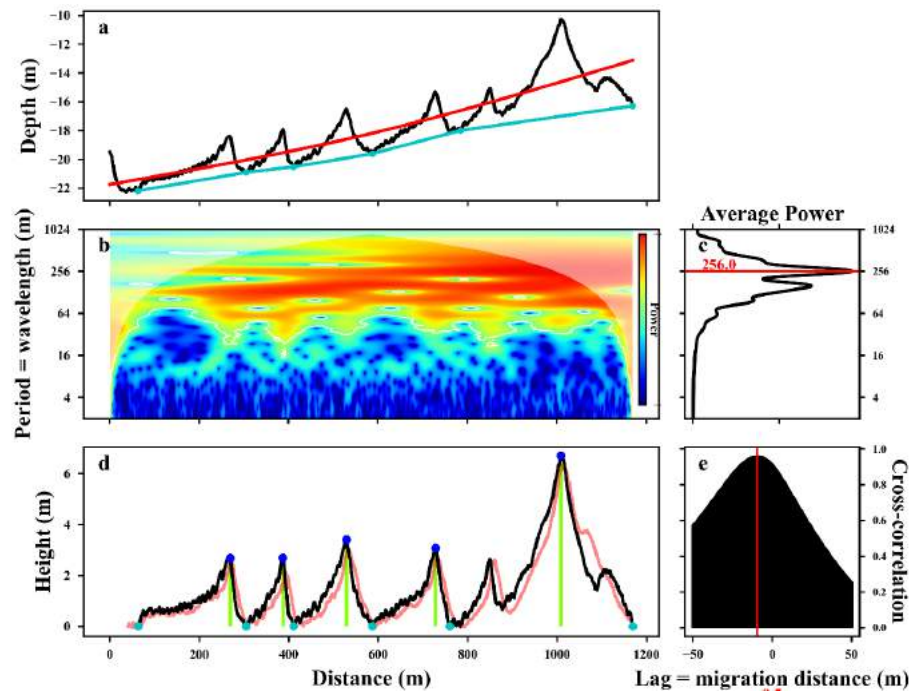 a
Depth (m)
−10
−12
−14
−16
−18
−20
−22
Average Power
b
Period = wavelength (m)
1024
256
64
16
4
Power
c
256.0
1024
256
64
16
4
d
Height (m)
6
4
2
0
0 200 400 600 800 1000 1200
Distance (m)
e
1.0
0.8
0.6
0.4
0.2
0.0
Cross-correlation
−50 0 50
Lag = migration distance (m)